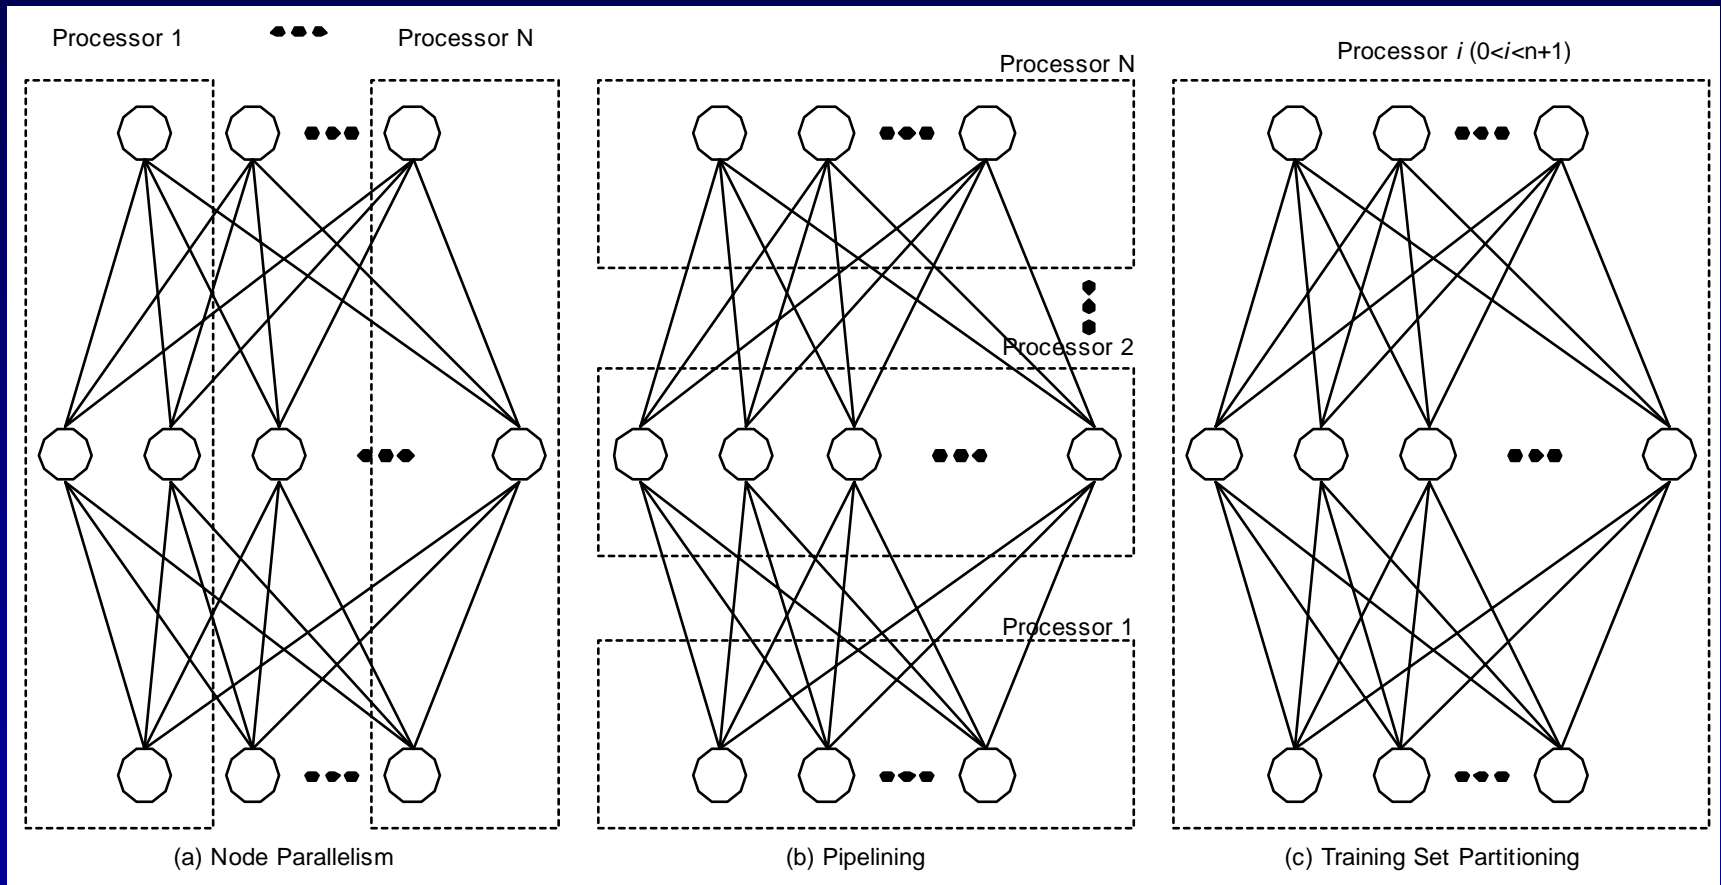 Processor 1
Processor N
Processor N
Processor 2
Processor 1
Processor i (0<i<n+1)
(a) Node Parallelism
(b) Pipelining
(c) Training Set Partitioning